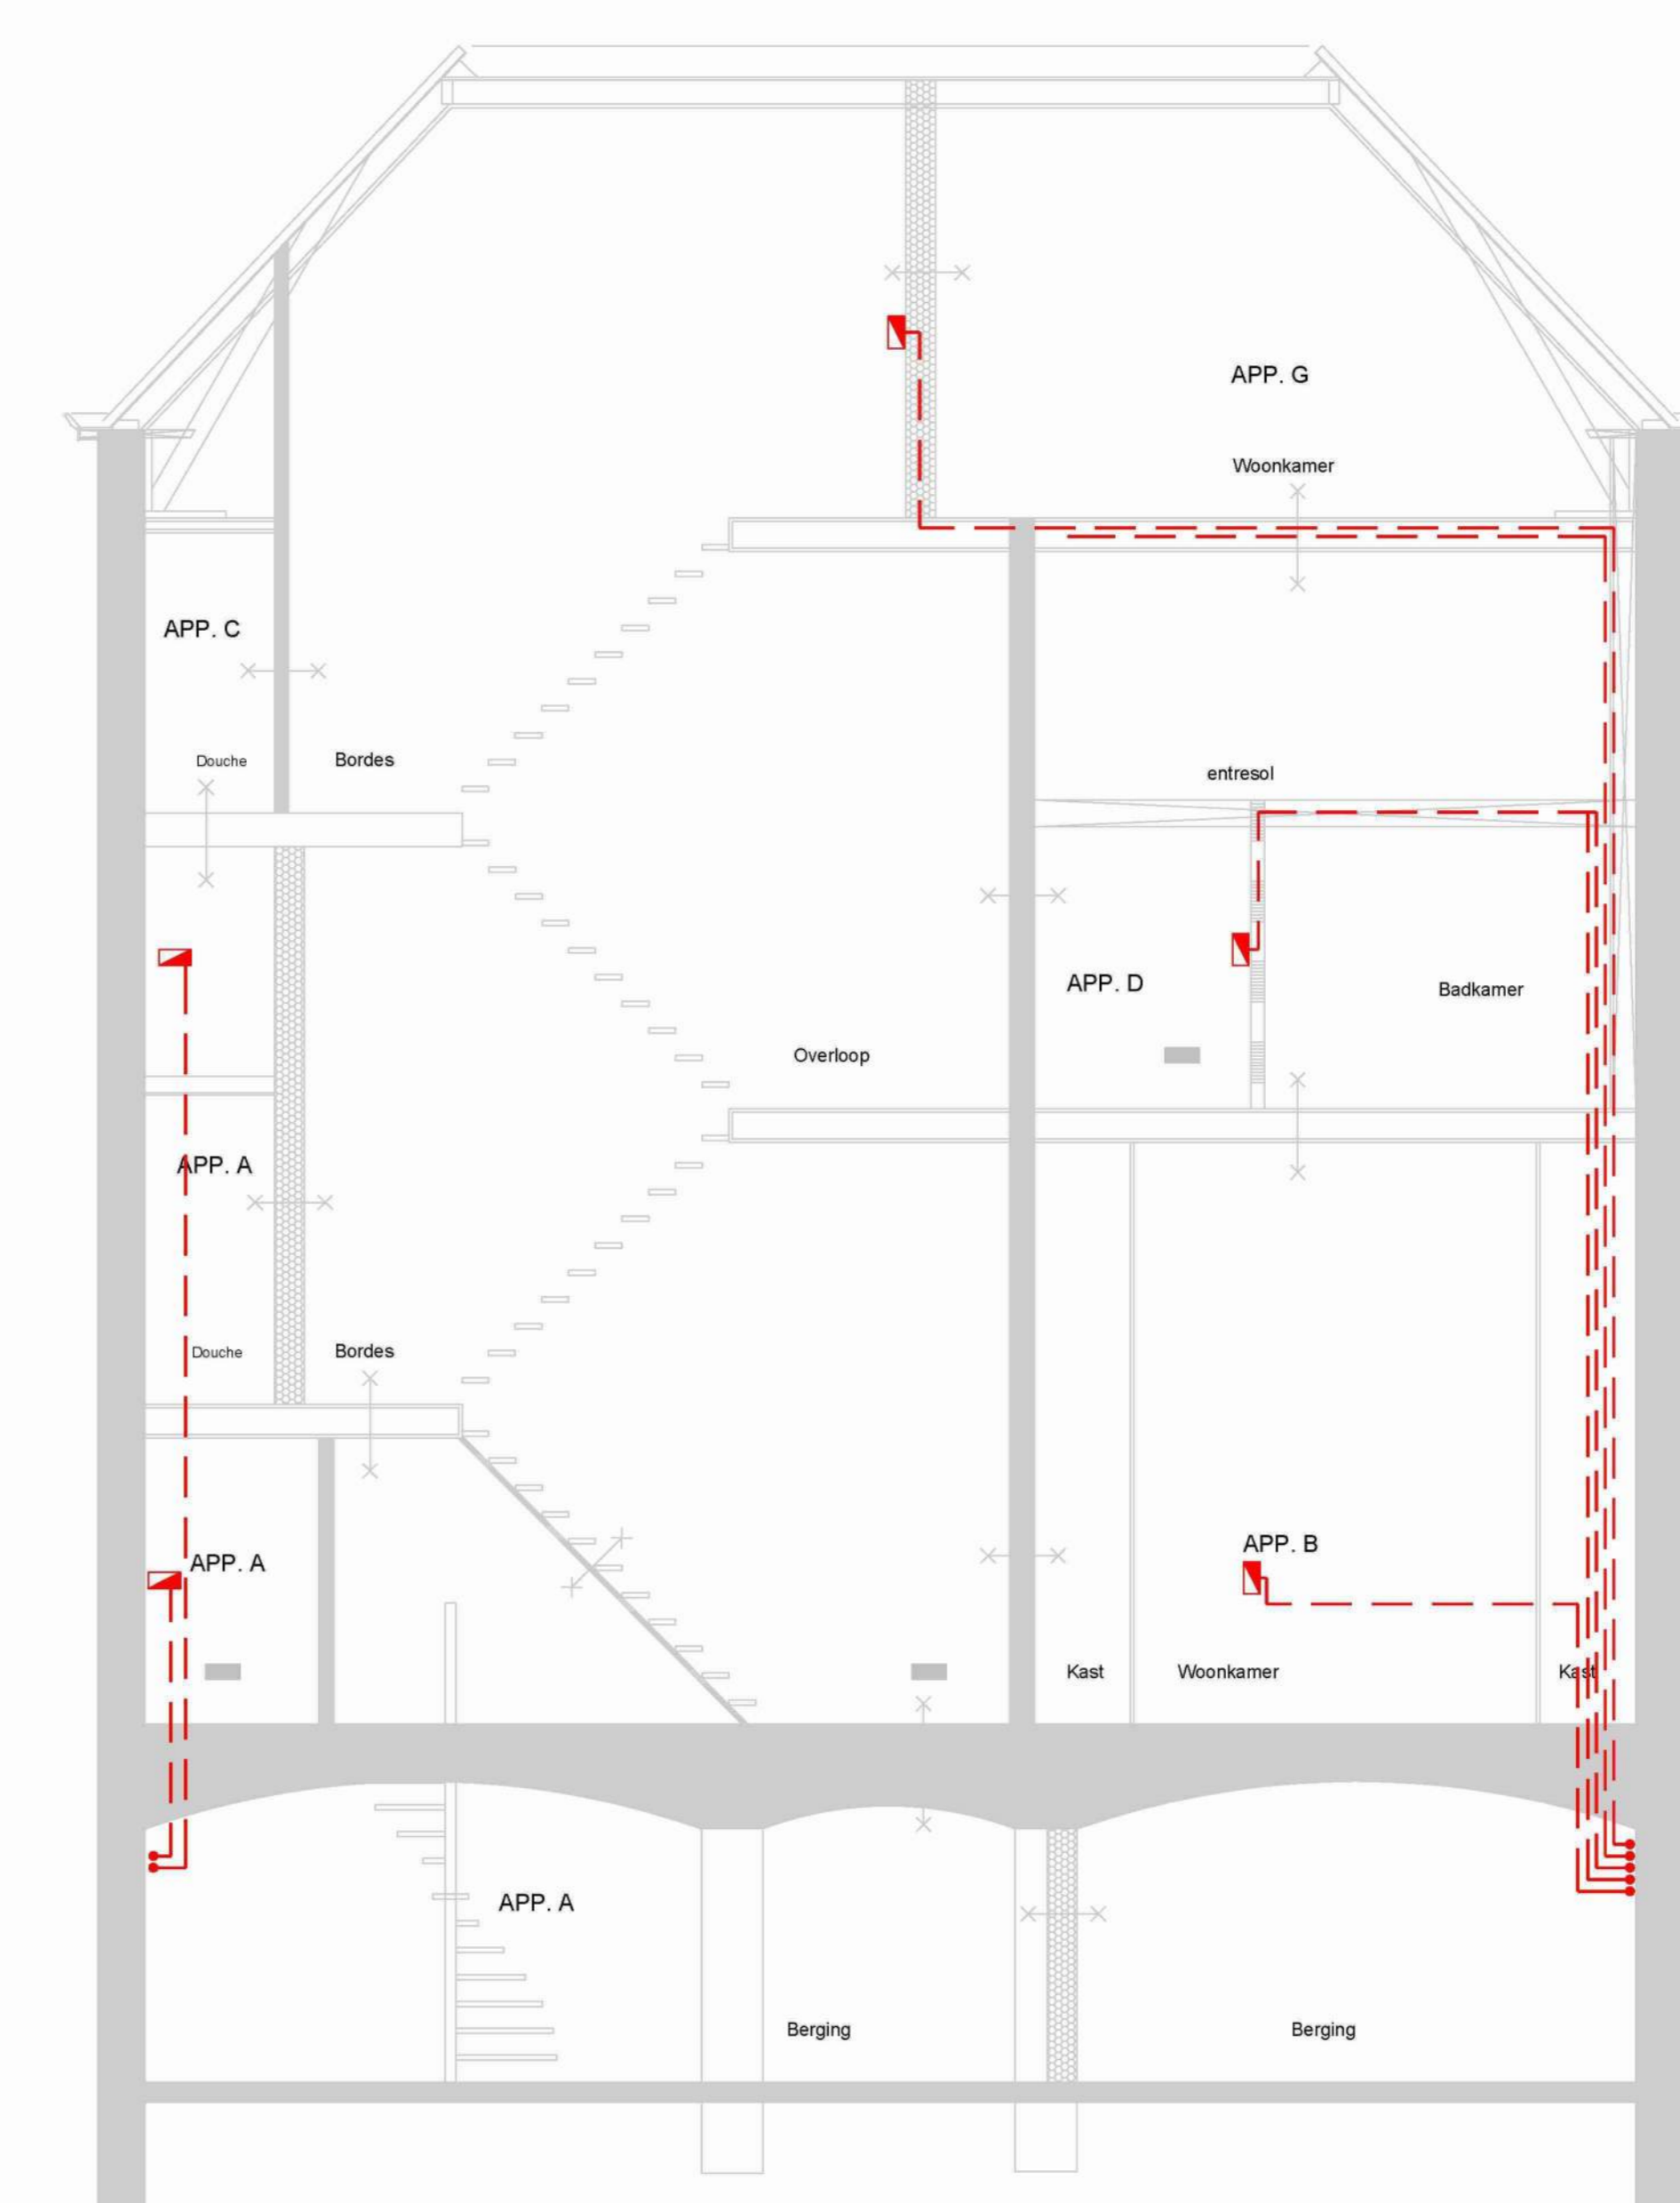 APP. G
Woonkamer
APP. C
Douche
Bordes
entresol
APP. D
Badkamer
Overloop
APP. A
Douche
Bordes
APP. B
APP. A
Kast
Woonkamer
Kast
APP. A
Berging
Berging